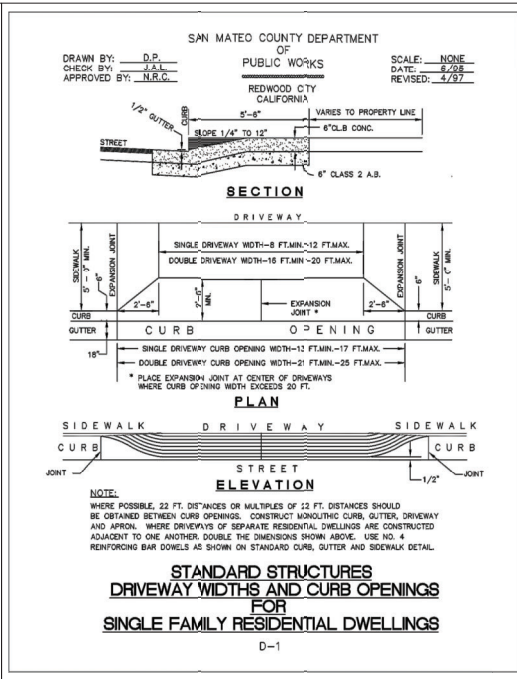 SAN MATEO COUNTY DEPARTMENT
OF
PUBLIC WORKS
REDWOOD CITY
CALIFORNIA
DRAWN BY: D.P.
CHECK BY: J.A.L.
APPROVED BY: N.R.C.
SCALE: NONE
DATE:
REVISED: 4/97
1/2" GUTTER
CURB
5'-6"
VARIES TO PROPERTY LINE
SLOPE 1/4" TO 12"
6"CL.B CONC.
STREET
6" CLASS 2 A.B.
SECTION
DRIVEWAY
SIDEWALK
MIN.
6"
EXPANSION JOINT
SINGLE DRIVEWAY WIDTH-8 FT.MIN.-12 FT.MAX.
DOUBLE DRIVEWAY WIDTH-16 FT.MIN-20 FT.MAX.
EXPANSION JOINT
SIDEWALK
MIN.
6"
2'-6"
MIN.
EXPANSION
JOINT *
2'-6"
CURB
CURB
GUTTER
CURB OPENING
GUTTER
18"
SINGLE DRIVEWAY CURB OPENING WIDTH-13 FT.MIN.-17 FT.MAX.
DOUBLE DRIVEWAY CURB OPENING WIDTH-21 FT.MIN-25 FT.MAX.
* PLACE EXPANSION JOINT AT CENTER OF DRIVEWAYS
WHERE CURB OPENING WIDTH EXCEEDS 20 FT.
PLAN
SIDEWALK DRIVEWAY SIDEWALK
CURB CURB
JOINT STREET 1/2" JOINT
ELEVATION
NOTE:
WHERE POSSIBLE, 22 FT. DISTANCES OR MULTIPLES OF FT. DISTANCES SHOULD
BE OBTAINED BETWEEN CURB OPENINGS. CONSTRUCT MONOLITHIC CURB, GUTTER, DRIVEWAY
AND APRON. WHERE DRIVEWAYS OF SEPARATE RESIDENTIAL DWELLINGS ARE CONSTRUCTED
ADJACENT TO ONE ANOTHER. DOUBLE THE DIMENSIONS SHOWN ABOVE. USE NO. 4
REINFORCING BAR DOWELS AS SHOWN ON STANDARD CURB, GUTTER AND SIDEWALK DETAIL.
STANDARD STRUCTURES
DRIVEWAY WIDTHS AND CURB OPENINGS
FOR
SINGLE FAMILY RESIDENTIAL DWELLINGS
D-1